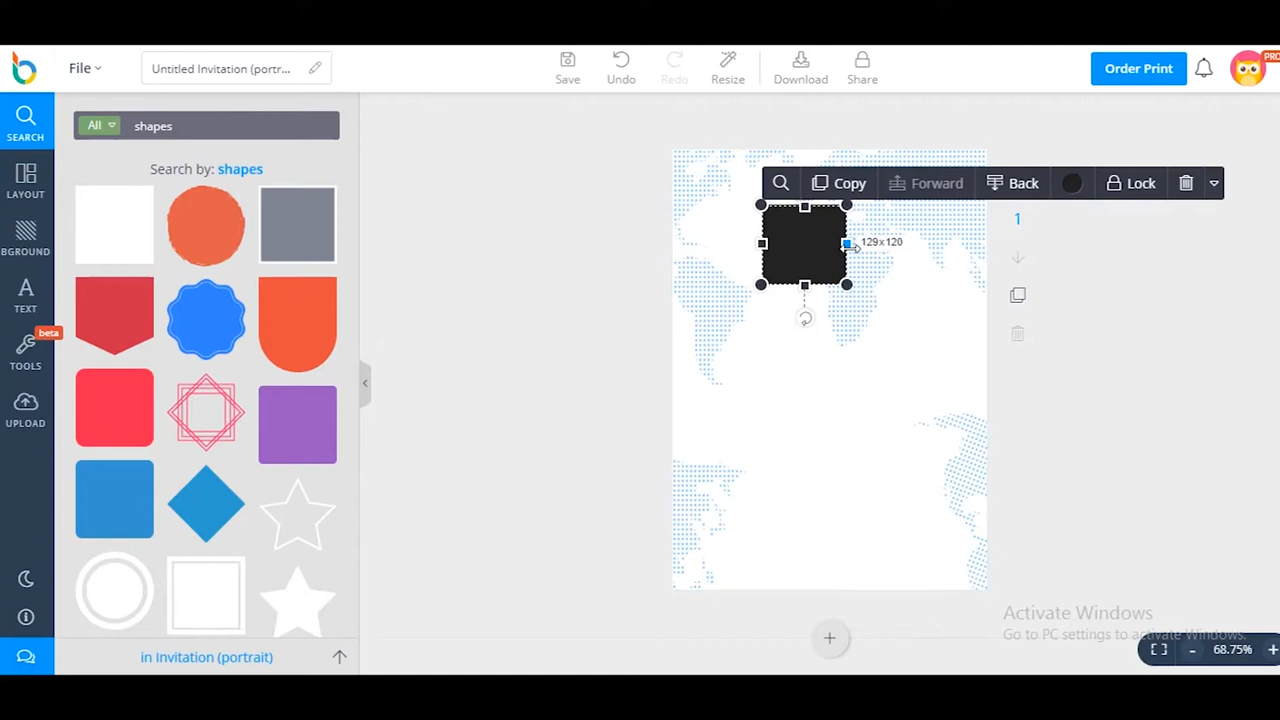 File
Untitled Invitation (portr...
Save
Undo
Redo
Resize
Download
Share
Order Print
PRO
SEARCH
LAYOUT
BGROUND
TEXT
beta
TOOLS
UPLOAD
All
shapes
Search by: shapes
in Invitation (portrait)
Copy
Forward
Back
Lock
129x120
1
Activate Windows
Go to PC settings to activate Windows.
68.75%